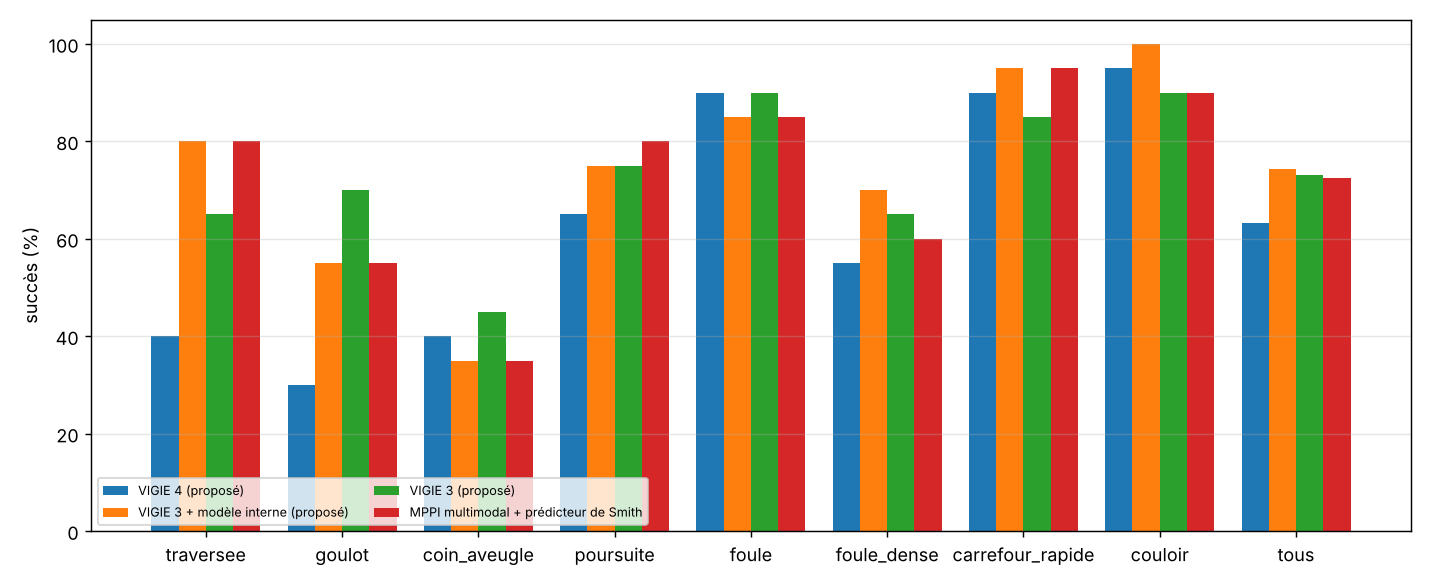 100
80
60
40
20
0
succès (%)
VIGIE 4 (proposé)
VIGIE 3 + modèle interne (proposé)
VIGIE 3 (proposé)
MPPI multimodal + prédicteur de Smith
traversee goulot coin_aveugle poursuite foule foule_dense carrefour_rapide couloir tous